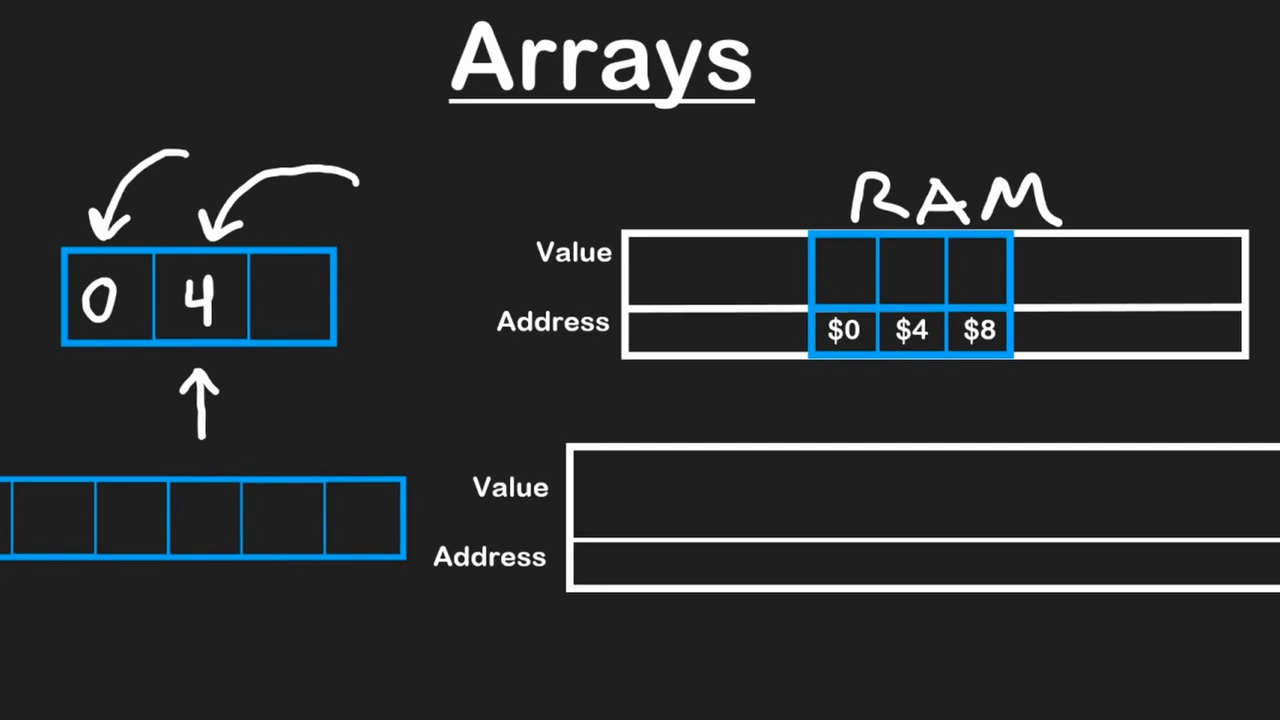 Arrays
RAM
0 4
Value
Address $0 $4 $8
Value
Address